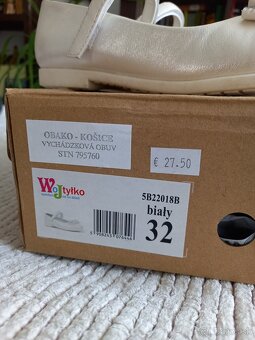 OBAKO - KOŠICE
VYCHÁDZKOVÁ OBUV
STN 795760
€ 27.50
Wojtyłko
5B22018B
biały
32